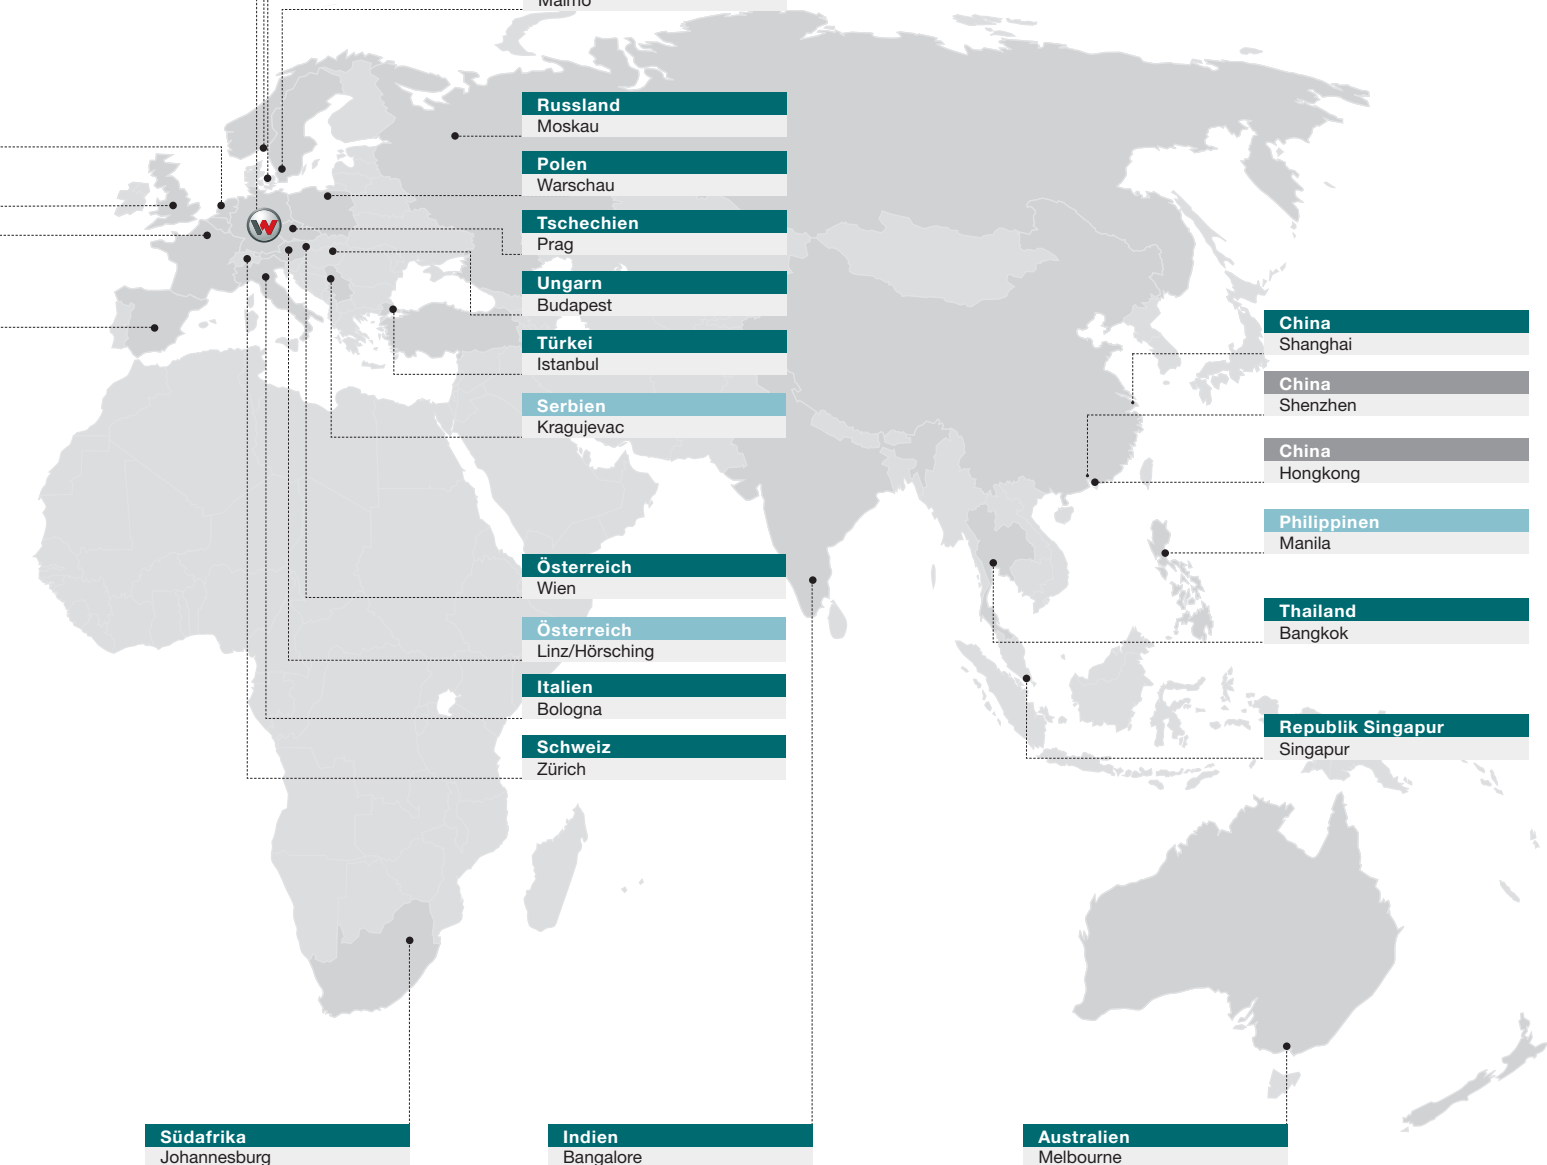 Malmö
Russland
Moskau
Polen
Warschau
Tschechien
Prag
Ungarn
Budapest
Türkei
Istanbul
Serbien
Kragujevac
Österreich
Wien
Österreich
Linz/Hörsching
Italien
Bologna
Schweiz
Zürich
China
Shanghai
China
Shenzhen
China
Hongkong
Philippinen
Manila
Thailand
Bangkok
Republik Singapur
Singapur
Südafrika
Johannesburg
Indien
Bangalore
Australien
Melbourne